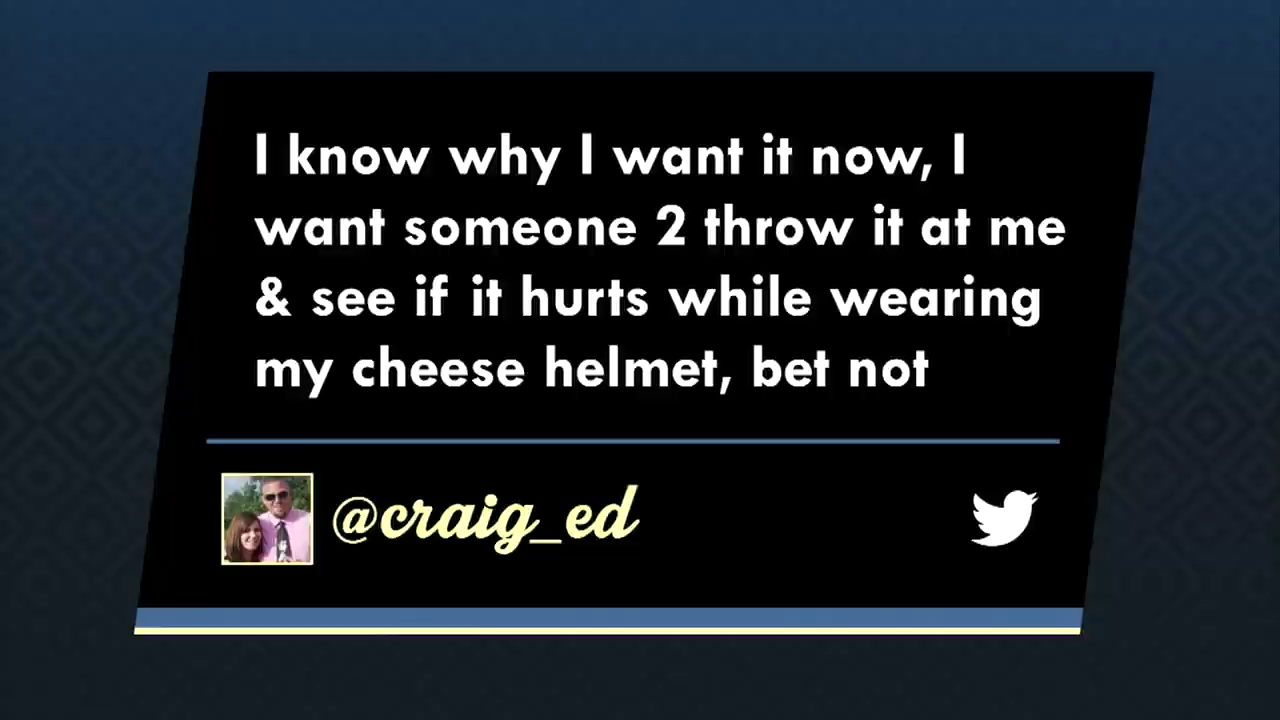 I know why I want it now, I
want someone 2 throw it at me
& see if it hurts while wearing
my cheese helmet, bet not
@craig_ed